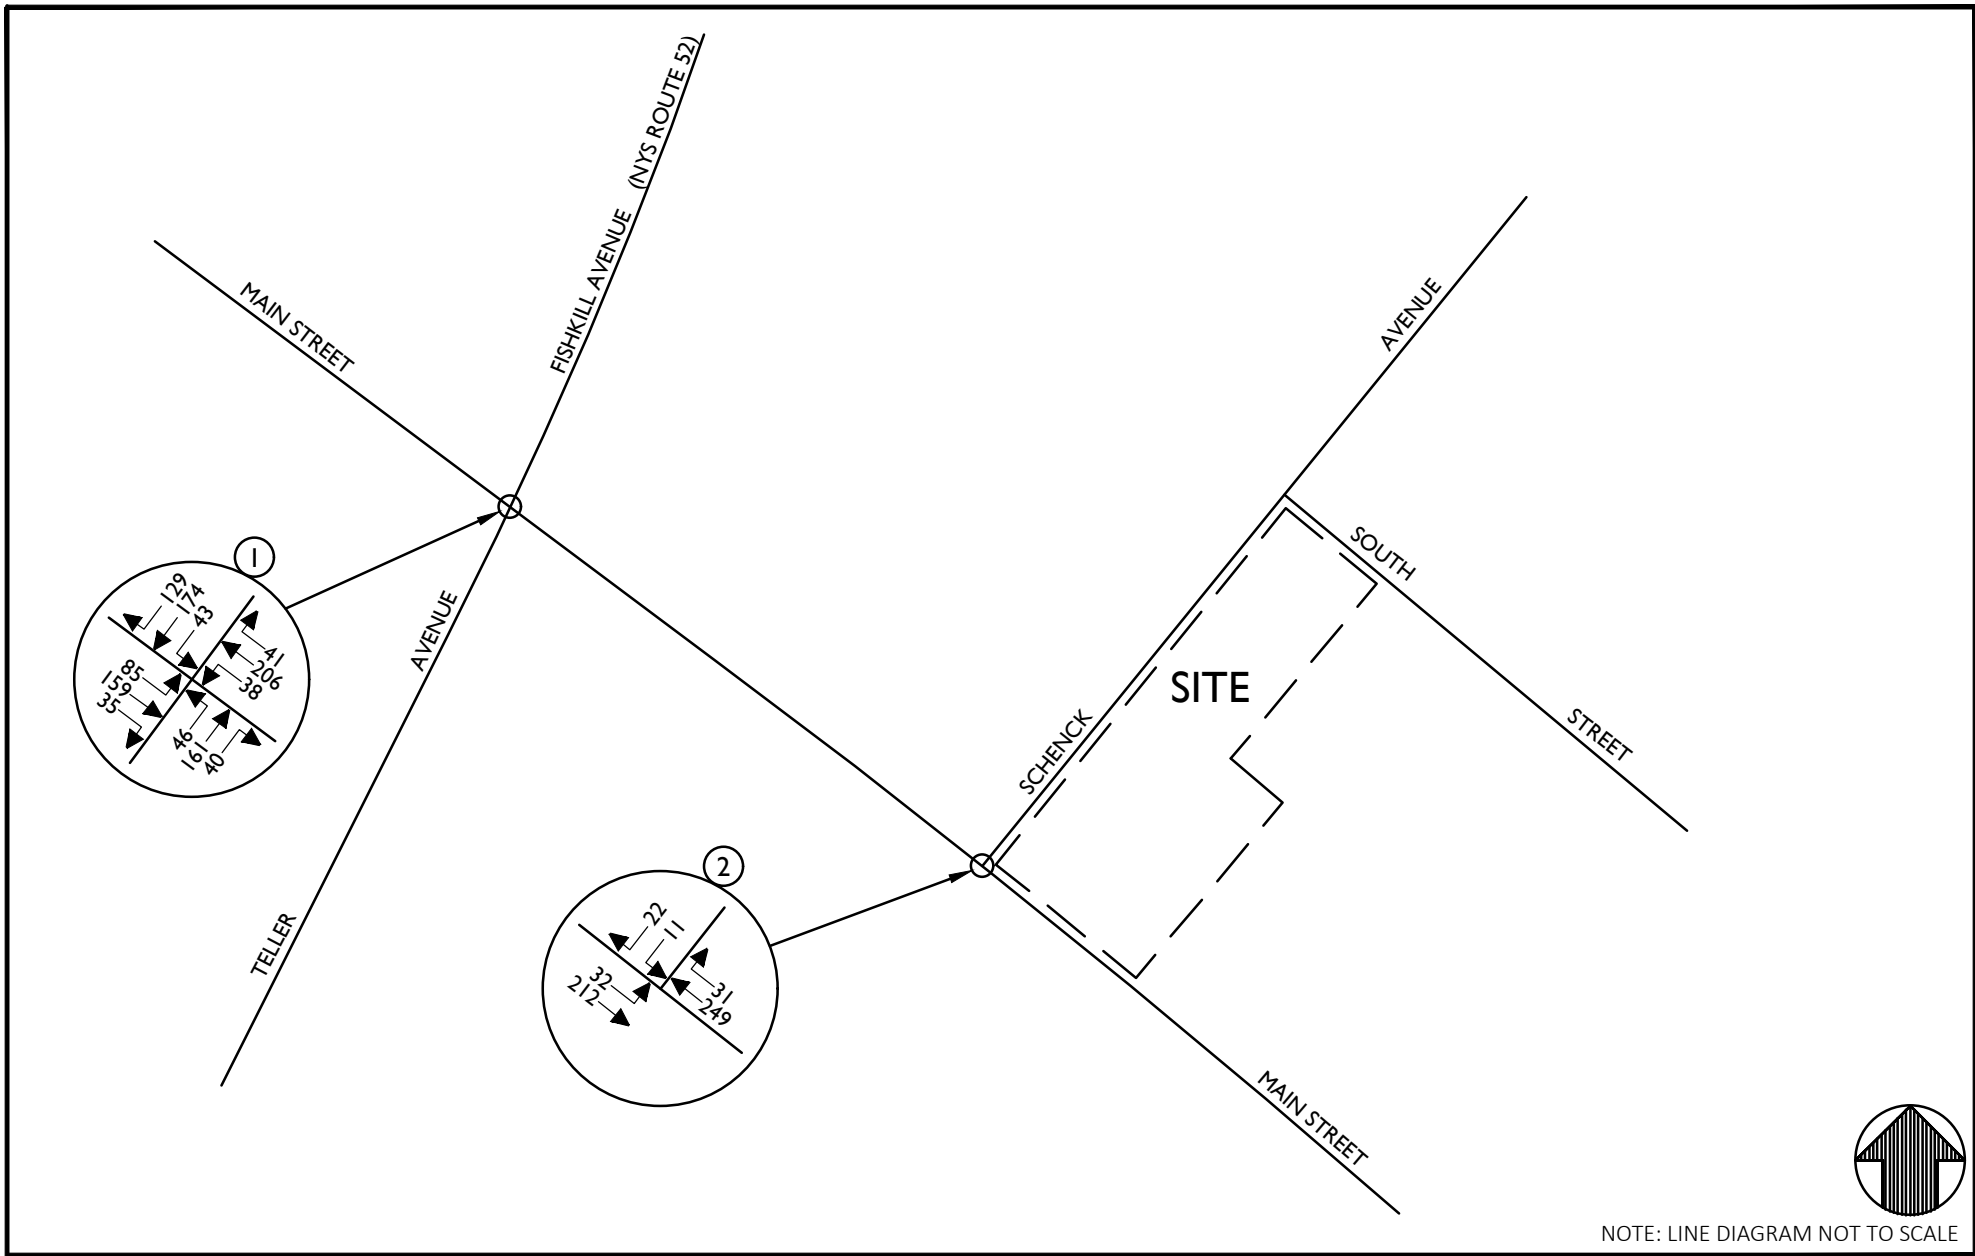 FISHKILL AVENUE (NYS ROUTE 52)
MAIN STREET
AVENUE
SOUTH
STREET
SITE
SCHENCK
AVENUE
TELLER
1
129
174
43
41
206
38
85
159
35
46
161
40
2
22
11
31
249
32
212
MAIN STREET
NOTE: LINE DIAGRAM NOT TO SCALE